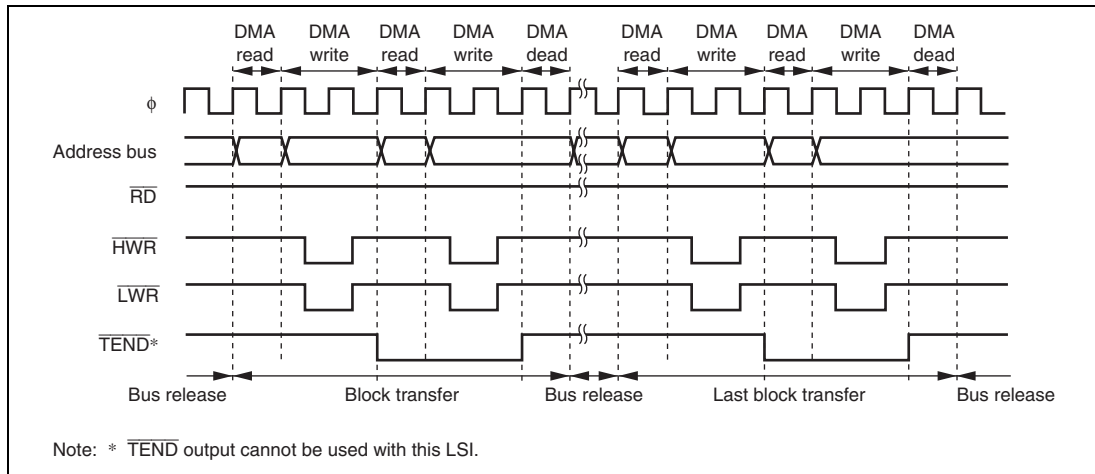 DMA read DMA write DMA read DMA write DMA dead DMA read DMA write DMA read DMA write DMA dead
ϕ
Address bus
RD
HWR
LWR
TEND*
Bus release Block transfer Bus release Last block transfer Bus release
Note: * TEND output cannot be used with this LSI.